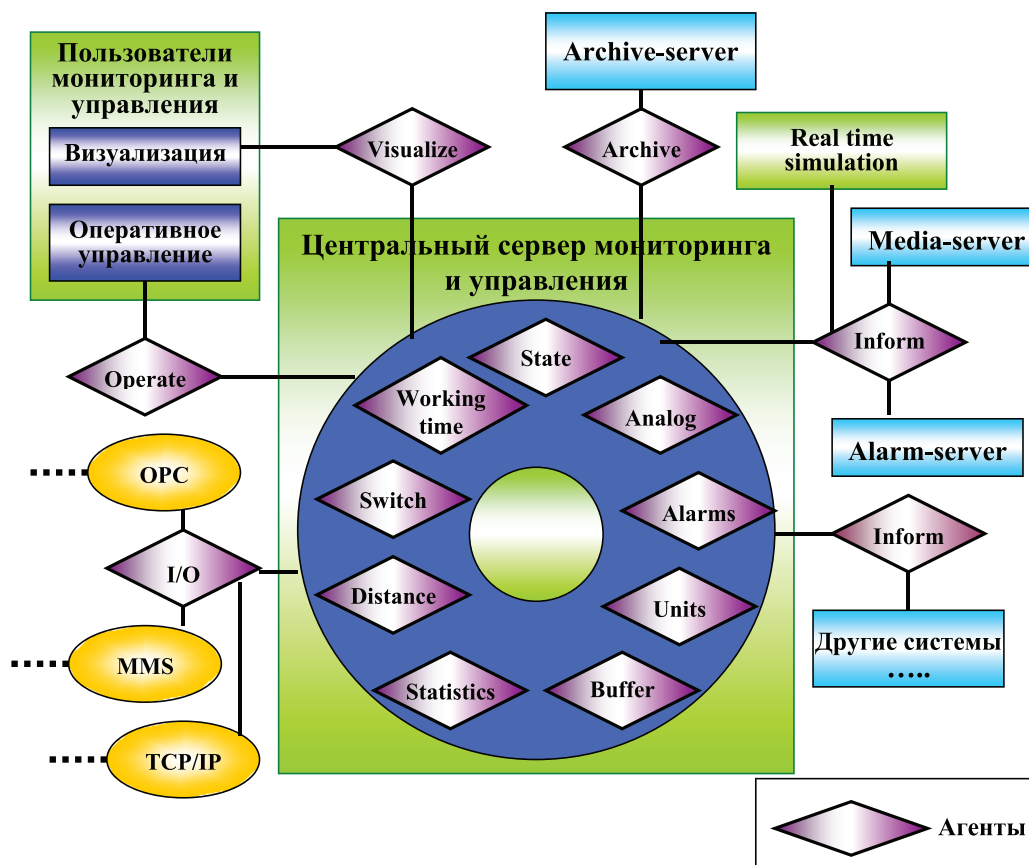 Пользователи
мониторинга и
управления
Визуализация
Оперативное
управление
Visualize
Archive-server
Archive
Real time
simulation
Media-server
Inform
Alarm-server
Operate
Центральный сервер мониторинга
и управления
State
Working
time
Analog
Switch
Alarms
Distance
Units
Statistics
Buffer
OPC
I/O
MMS
TCP/IP
Inform
Другие системы
…..
Агенты